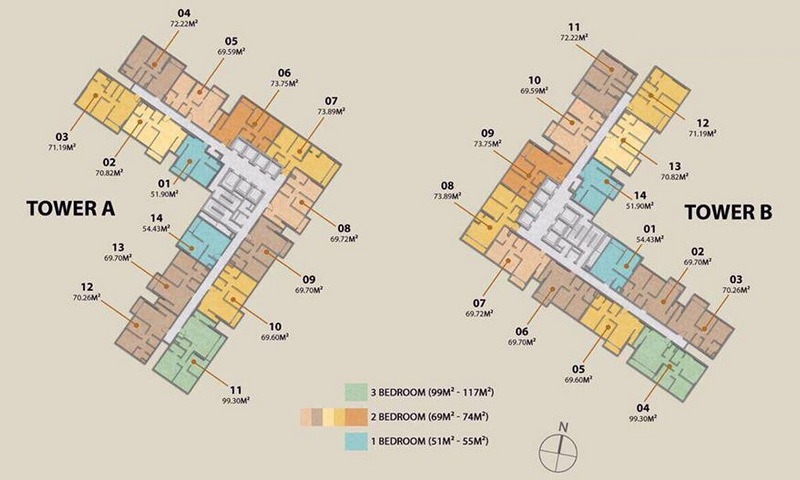 TOWER A
04
72.22M²
05
69.59M²
06
73.75M²
07
73.89M²
03
71.19M²
02
70.82M²
01
51.90M²
14
54.43M²
13
69.70M²
12
70.26M²
08
69.72M²
09
69.70M²
10
69.60M²
11
99.30M²
TOWER B
11
72.22M²
10
69.59M²
09
73.75M²
08
73.89M²
12
71.19M²
13
70.82M²
14
51.90M²
01
54.43M²
02
69.70M²
03
70.26M²
07
69.72M²
06
69.70M²
05
69.60M²
04
99.30M²
3 BEDROOM (99M² - 117M²)
2 BEDROOM (69M² - 74M²)
1 BEDROOM (51M² - 55M²)
N